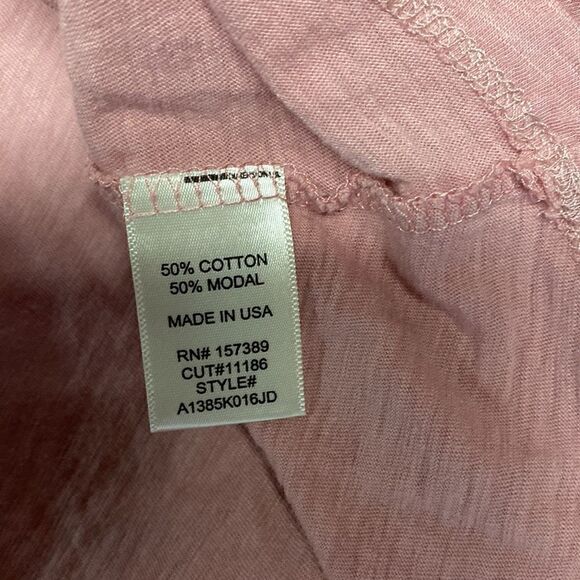 50% COTTON
50% MODAL
MADE IN USA
RN# 157389
CUT#11186
STYLE#
A1385K016JD